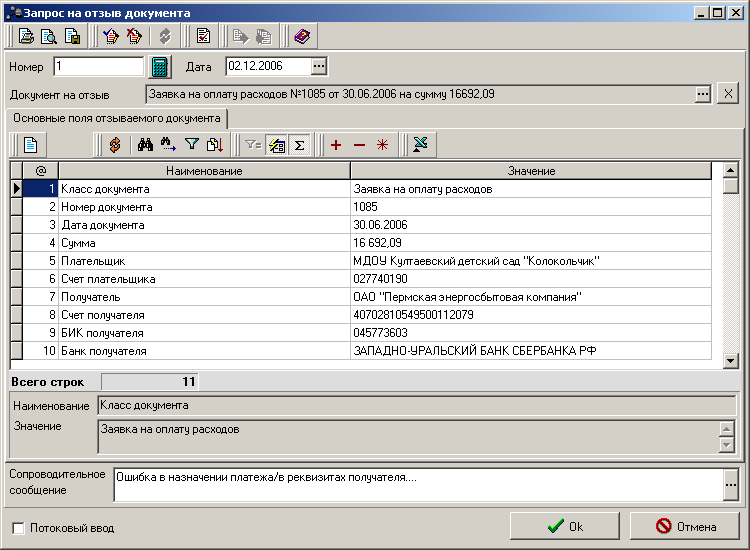 Запрос на отзыв документа
Номер 1 Дата 02.12.2006 ...
Документ на отзыв Заявка на оплату расходов №1085 от 30.06.2006 на сумму 16692,09 ... X
Основные поля отзываемого документа
@ Наименование Значение
1 Класс документа Заявка на оплату расходов
2 Номер документа 1085
3 Дата документа 30.06.2006
4 Сумма 16 692,09
5 Плательщик МДОУ Култаевский детский сад "Колокольчик"
6 Счет плательщика 027740190
7 Получатель ОАО "Пермская энергосбытовая компания"
8 Счет получателя 40702810549500112079
9 БИК получателя 045773603
10 Банк получателя ЗАПАДНО-УРАЛЬСКИЙ БАНК СБЕРБАНКА РФ
Всего строк 11
Наименование Класс документа
Значение Заявка на оплату расходов
Сопроводительное сообщение Ошибка в назначении платежа/в реквизитах получателя.... ...
Потоковый ввод Ok Отмена